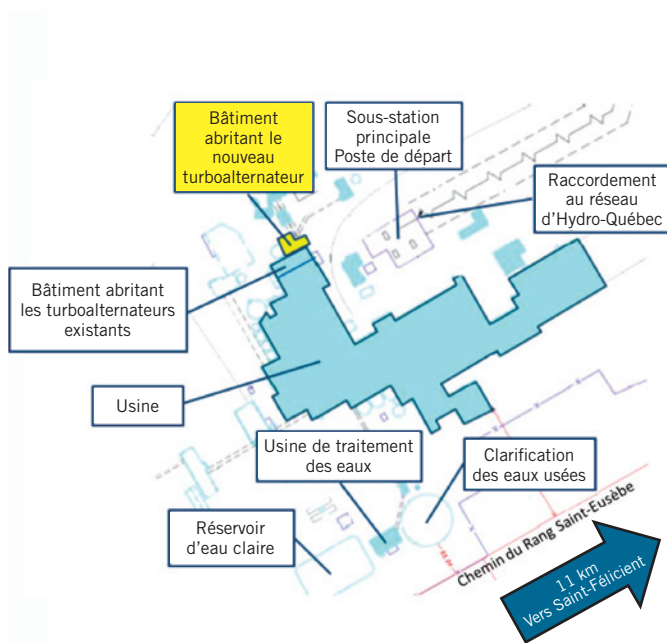 Bâtiment
abritant le
nouveau
turboalternateur
Sous-station
principale
Poste de départ
Raccordement
au réseau
d'Hydro-Québec
Bâtiment abritant
les turboalternateurs
existants
Usine
Usine de traitement
des eaux
Clarification
des eaux usées
Réservoir
d'eau claire
Chemin du Rang Saint-Eusèbe
11 km
Vers Saint-Félicient